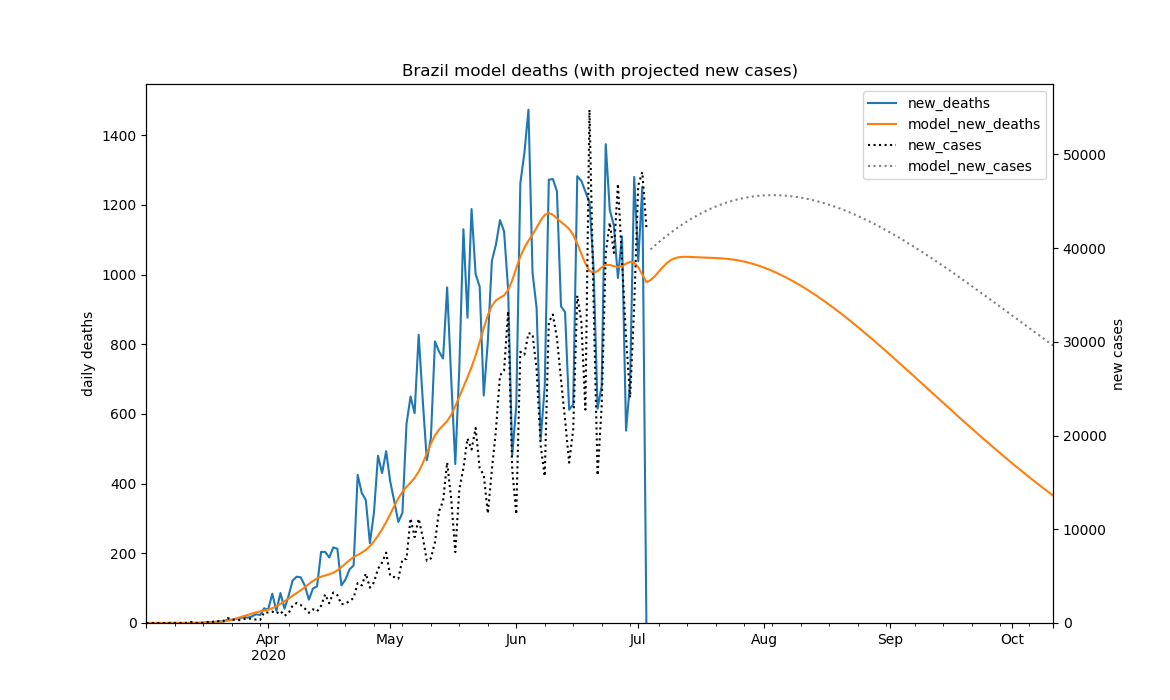 Brazil model deaths (with projected new cases)
new_deaths
model_new_deaths
new_cases
model_new_cases
1400
1200
1000
800
600
400
200
0
daily deaths
50000
40000
30000
20000
10000
0
new cases
Apr
2020
May
Jun
Jul
Aug
Sep
Oct